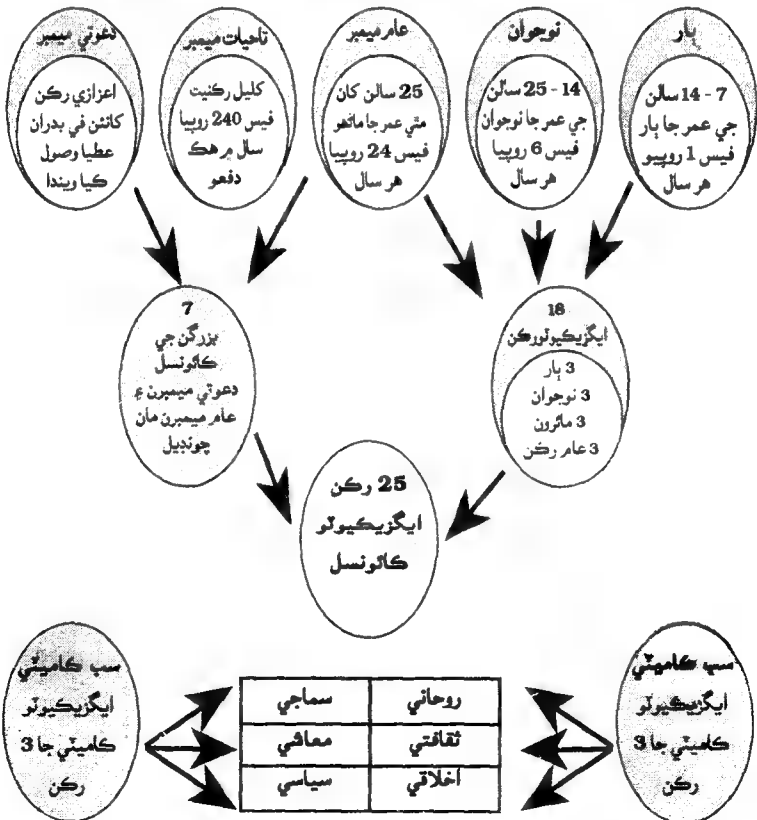 ٻار
7 - 14 سالن
جي عمر جا ٻار
فيس 1 روپيو
هر سال
نوجوان
14 - 25 سالن
جي عمر جا نوجوان
فيس 6 روپيا
هر سال
عام ميمبر
25 سالن کان
مٿي عمر جا ماڻهو
فيس 24 روپيا
هر سال
تاحيات ميمبر
کليل رڪنيت
فيس 240 روپيا
سال ۾ هڪ
دفعو
دعوتي ميمبر
اعزازي رڪن
کانئن في بدران
عطيا وصول
ڪيا ويندا
18
ايگزيڪيوٽو رڪن
3 ٻار
3 نوجوان
3 مائرون
3 عام رڪن
7
بزرگن جي
ڪائونسل
دعوتي ميمبرن ۽
عام ميمبرن مان
چونڊيل
25 رڪن
ايگزيڪيوٽو
ڪائونسل
سب ڪاميٽي
ايگزيڪيوٽو
ڪاميٽي جا 3
رڪن
روحاني سماجي
ثقافتي معاشي
اخلاقي سياسي
سب ڪاميٽي
ايگزيڪيوٽو
ڪاميٽي جا 3
رڪن